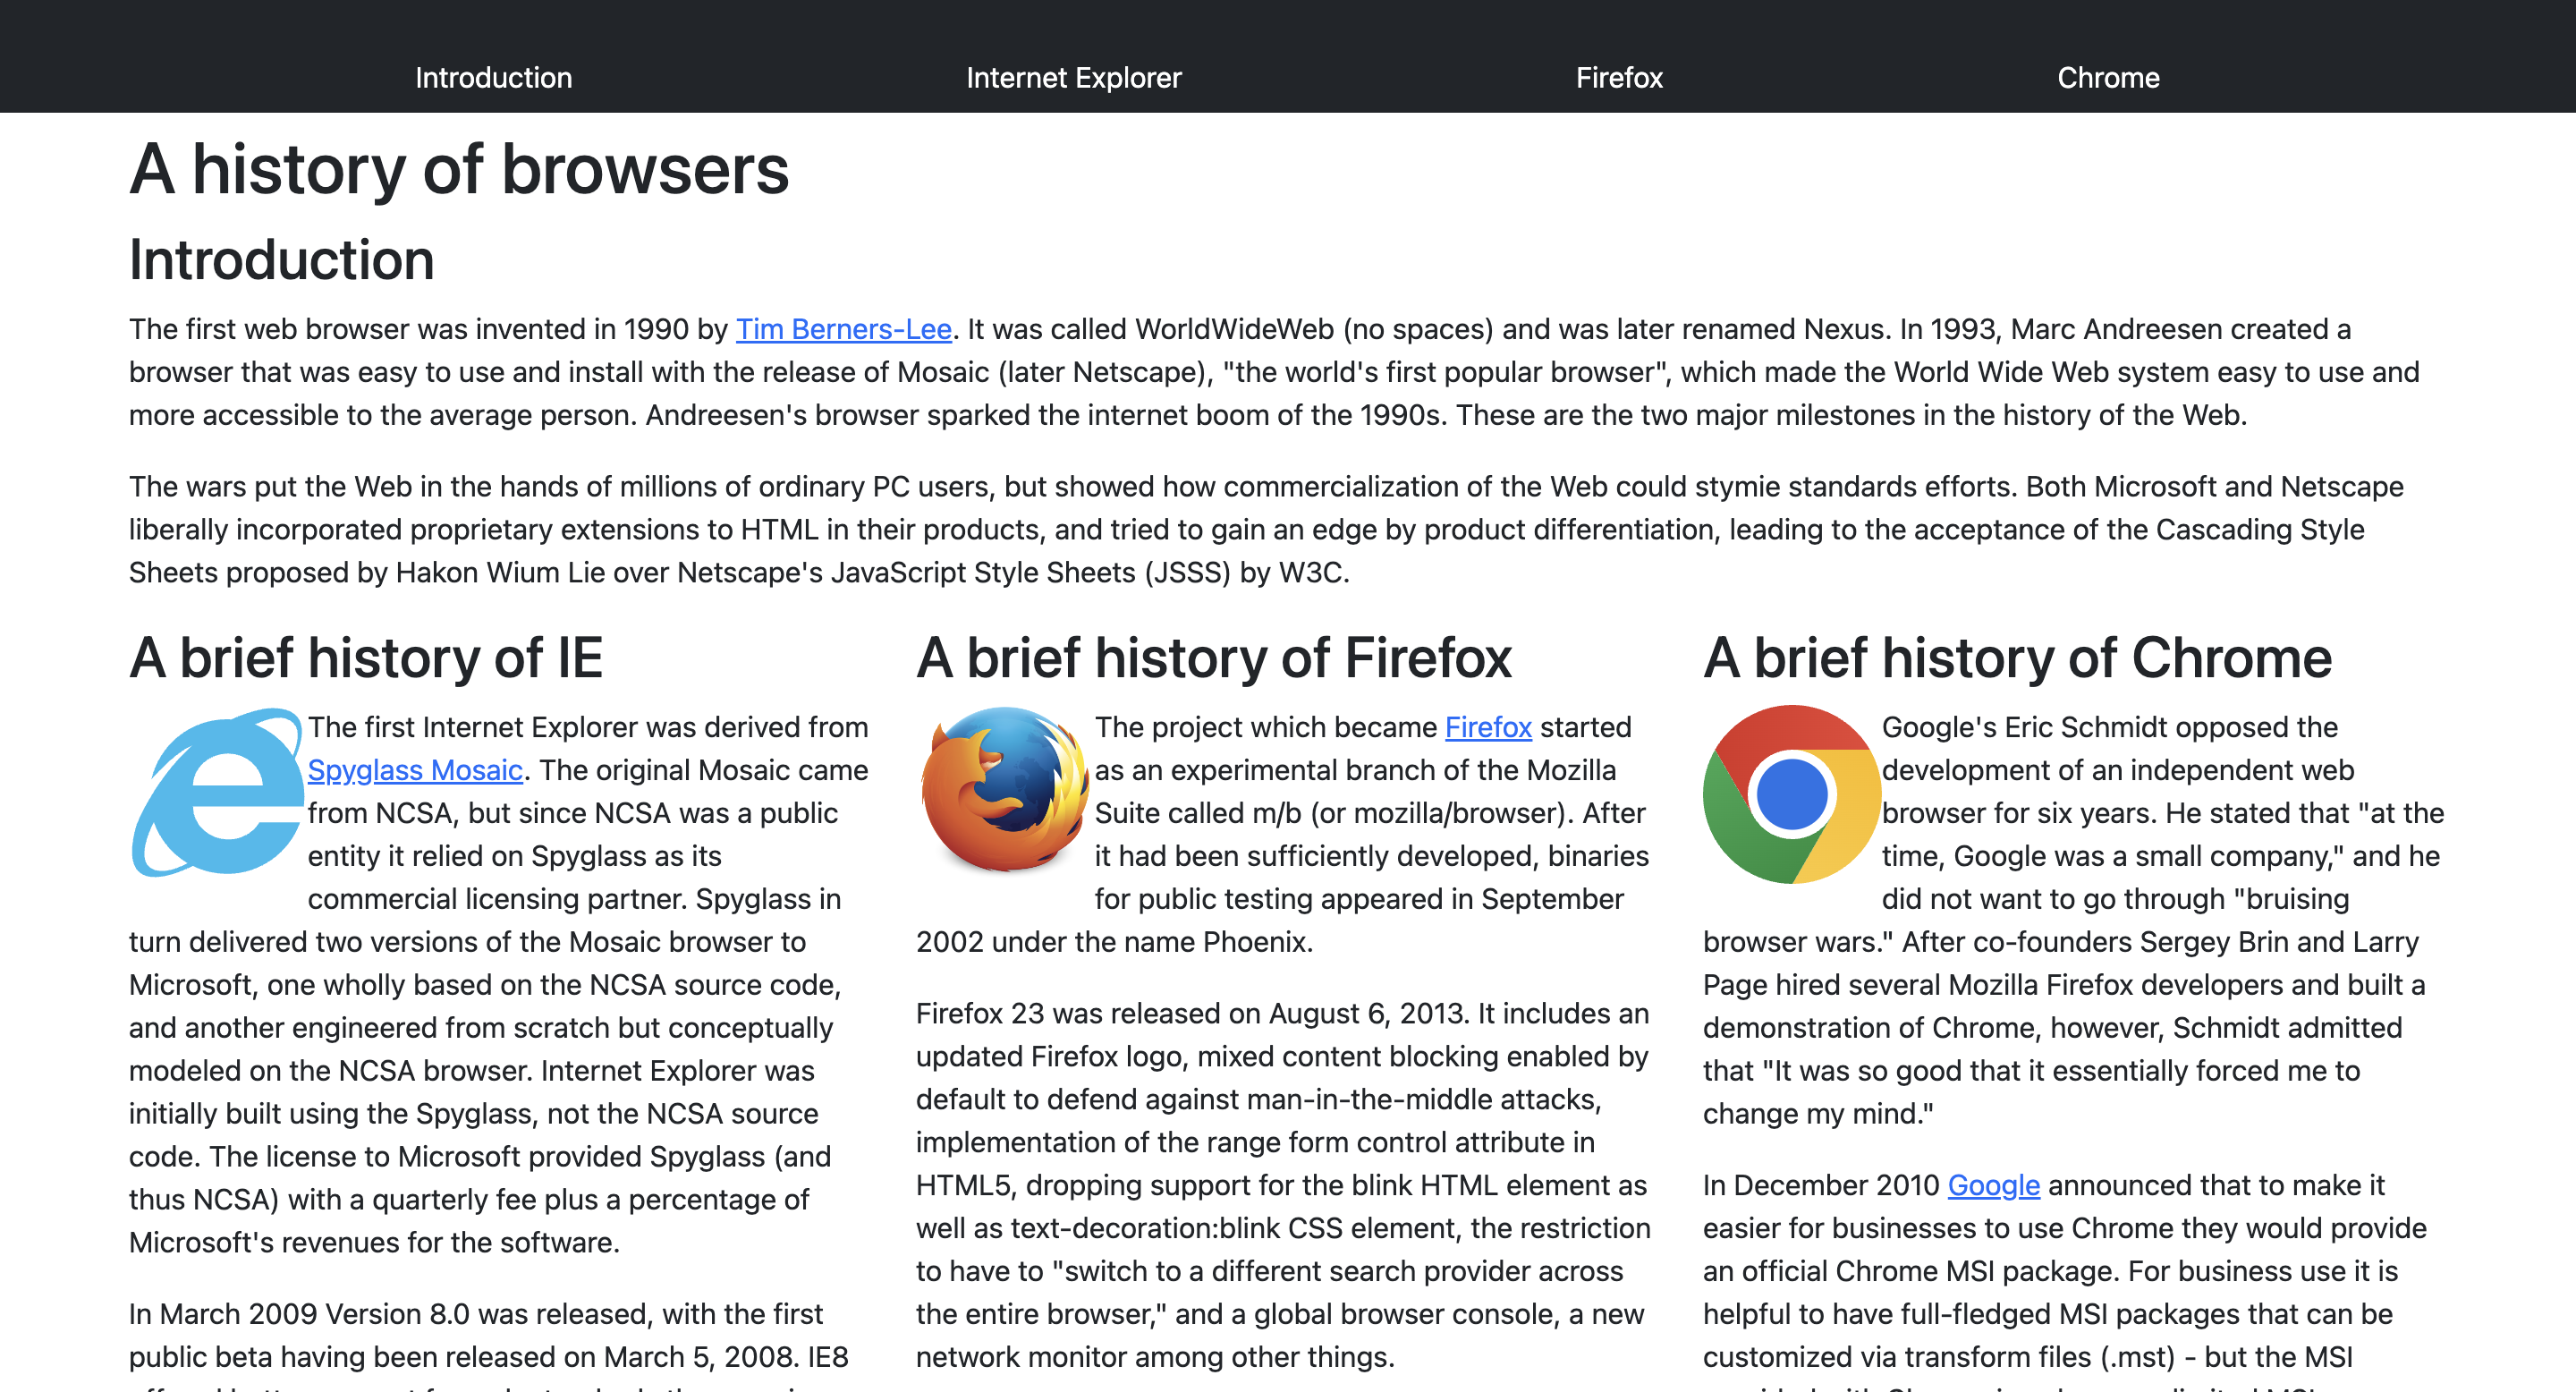 Introduction
Internet Explorer
Firefox
Chrome
A history of browsers
Introduction
The first web browser was invented in 1990 by Tim Berners-Lee. It was called WorldWideWeb (no spaces) and was later renamed Nexus. In 1993, Marc Andreesen created a
browser that was easy to use and install with the release of Mosaic (later Netscape), "the world's first popular browser", which made the World Wide Web system easy to use and
more accessible to the average person. Andreesen's browser sparked the internet boom of the 1990s. These are the two major milestones in the history of the Web.
The wars put the Web in the hands of millions of ordinary PC users, but showed how commercialization of the Web could stymie standards efforts. Both Microsoft and Netscape
liberally incorporated proprietary extensions to HTML in their products, and tried to gain an edge by product differentiation, leading to the acceptance of the Cascading Style
Sheets proposed by Hakon Wium Lie over Netscape's JavaScript Style Sheets (JSSS) by W3C.
A brief history of IE
The first Internet Explorer was derived from
Spyglass Mosaic. The original Mosaic came
from NCSA, but since NCSA was a public
entity it relied on Spyglass as its
commercial licensing partner. Spyglass in
turn delivered two versions of the Mosaic browser to
Microsoft, one wholly based on the NCSA source code,
and another engineered from scratch but conceptually
modeled on the NCSA browser. Internet Explorer was
initially built using the Spyglass, not the NCSA source
code. The license to Microsoft provided Spyglass (and
thus NCSA) with a quarterly fee plus a percentage of
Microsoft's revenues for the software.
In March 2009 Version 8.0 was released, with the first
public beta having been released on March 5, 2008. IE8
A brief history of Firefox
The project which became Firefox started
as an experimental branch of the Mozilla
Suite called m/b (or mozilla/browser). After
it had been sufficiently developed, binaries
for public testing appeared in September
2002 under the name Phoenix.
Firefox 23 was released on August 6, 2013. It includes an
updated Firefox logo, mixed content blocking enabled by
default to defend against man-in-the-middle attacks,
implementation of the range form control attribute in
HTML5, dropping support for the blink HTML element as
well as text-decoration:blink CSS element, the restriction
to have to "switch to a different search provider across
the entire browser," and a global browser console, a new
network monitor among other things.
A brief history of Chrome
Google's Eric Schmidt opposed the
development of an independent web
browser for six years. He stated that "at the
time, Google was a small company," and he
did not want to go through "bruising
browser wars." After co-founders Sergey Brin and Larry
Page hired several Mozilla Firefox developers and built a
demonstration of Chrome, however, Schmidt admitted
that "It was so good that it essentially forced me to
change my mind."
In December 2010 Google announced that to make it
easier for businesses to use Chrome they would provide
an official Chrome MSI package. For business use it is
helpful to have full-fledged MSI packages that can be
customized via transform files (.mst) - but the MSI